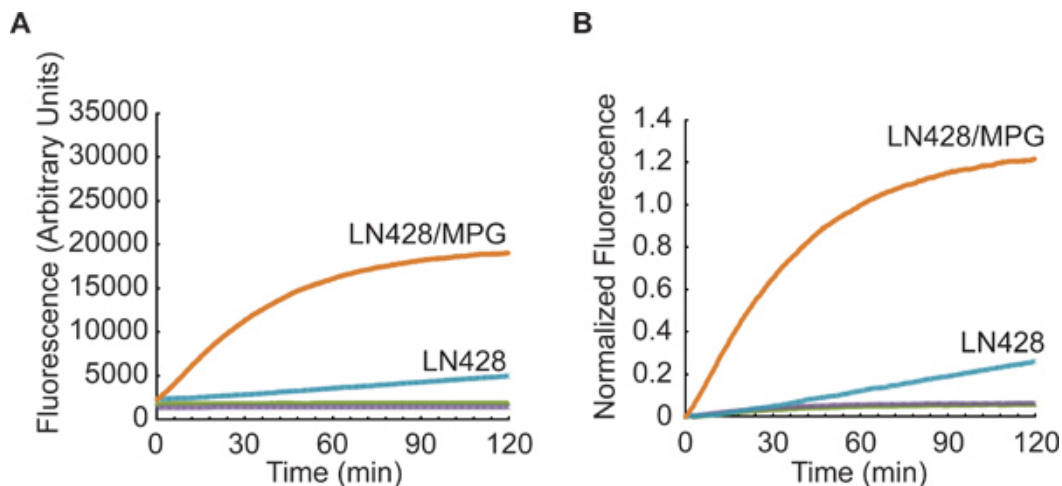 A
Fluorescence (Arbitrary Units)
35000
30000
25000
20000
15000
10000
5000
0
LN428/MPG
LN428
0 30 60 90 120
Time (min)
B
Normalized Fluorescence
1.4
1.2
1.0
0.8
0.6
0.4
0.2
0
LN428/MPG
LN428
0 30 60 90 120
Time (min)